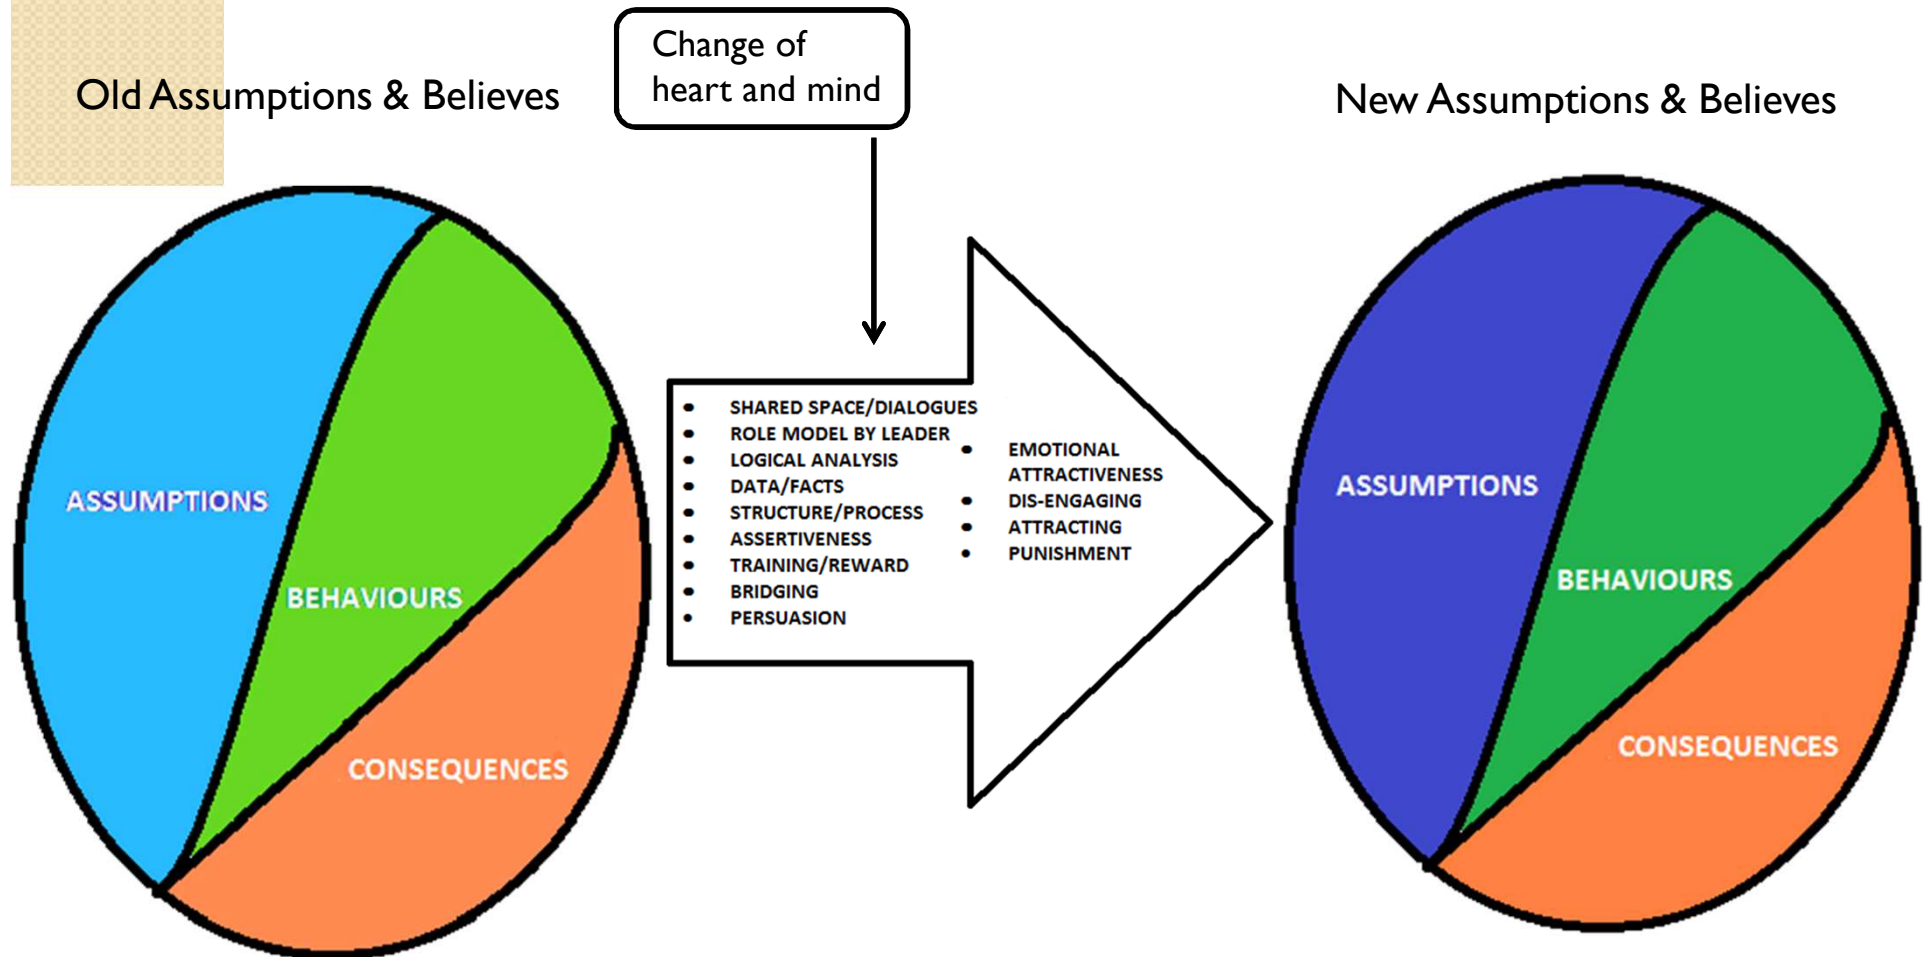 Old Assumptions & Believes
Change of
heart and mind
New Assumptions & Believes
ASSUMPTIONS
BEHAVIOURS
CONSEQUENCES
• SHARED SPACE/DIALOGUES
• ROLE MODEL BY LEADER
• LOGICAL ANALYSIS
• DATA/FACTS
• STRUCTURE/PROCESS
• ASSERTIVENESS
• TRAINING/REWARD
• BRIDGING
• PERSUASION
• EMOTIONAL
ATTRACTIVENESS
• DIS-ENGAGING
• ATTRACTING
• PUNISHMENT
ASSUMPTIONS
BEHAVIOURS
CONSEQUENCES